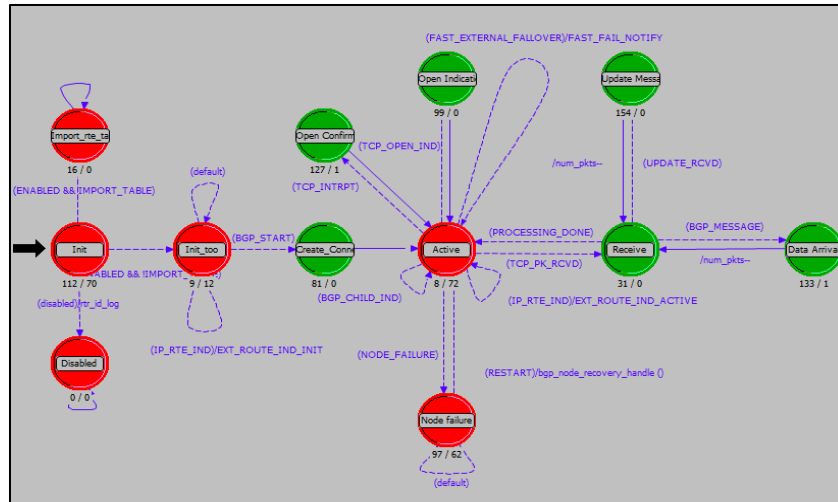 (FAST_EXTERNAL_FALLOVER)/FAST_FAIL_NOTIFY
Open Indicati
99 / 0
Update Messa
154 / 0
Import_rte_ta
16 / 0
Open Confirm
127 / 1
(TCP_OPEN_IND)
(TCP_INTRPT)
/num_pkts--
(UPDATE_RCVD)
(default)
(ENABLED && IMPORT_TABLE)
(BGP_START)
(PROCESSING_DONE)
(BGP_MESSAGE)
Init
112 / 70
Init_too
9 / 12
Create_Conne
81 / 0
Active
8 / 72
Receive
31 / 0
Data Arrival
133 / 1
(TCP_PK_RCVD)
/num_pkts--
ABLED && !IMPORT_
(BGP_CHILD_IND)
(IP_RTE_IND)/EXT_ROUTE_IND_ACTIVE
(disabled)/rtr_id_log
(IP_RTE_IND)/EXT_ROUTE_IND_INIT
(NODE_FAILURE)
(RESTART)/bgp_node_recovery_handle ()
Disabled
0 / 0
Node failure
97 / 62
(default)